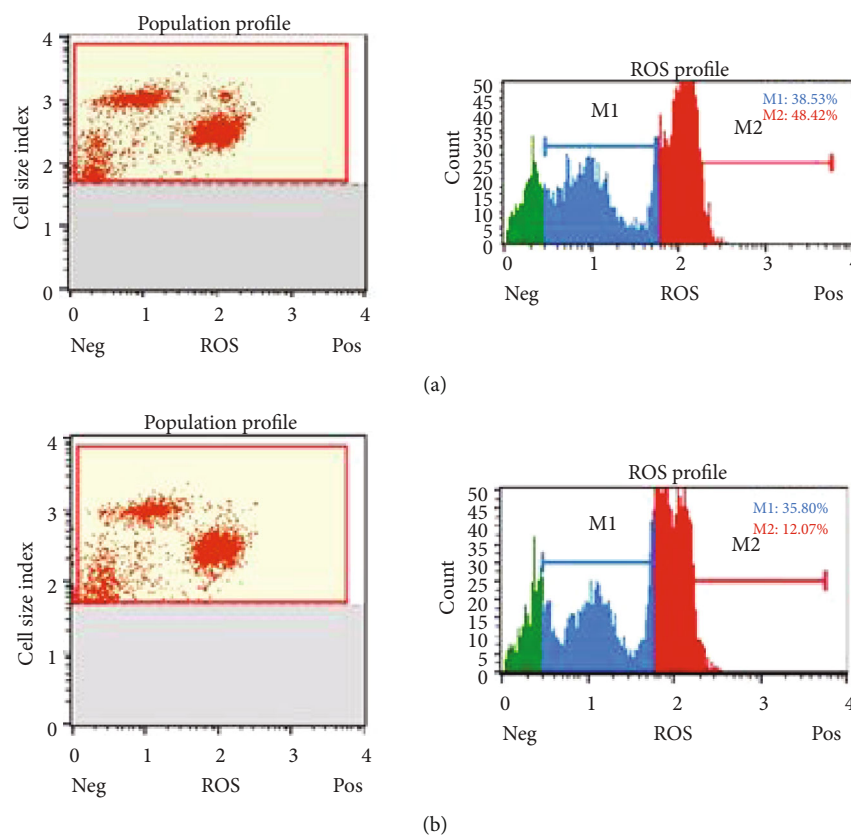 Population profile
4
3
2
1
0
Cell size index
0 1 2 3 4
Neg ROS Pos
ROS profile
M1: 38.53%
M2: 48.42%
M1
M2
50
45
40
35
30
25
20
15
10
5
0
Count
0 1 2 3 4
Neg ROS Pos
(a)
Population profile
4
3
2
1
0
Cell size index
0 1 2 3 4
Neg ROS Pos
ROS profile
M1: 35.80%
M2: 12.07%
M1
M2
50
45
40
35
30
25
20
15
10
5
0
Count
0 1 2 3 4
Neg ROS Pos
(b)